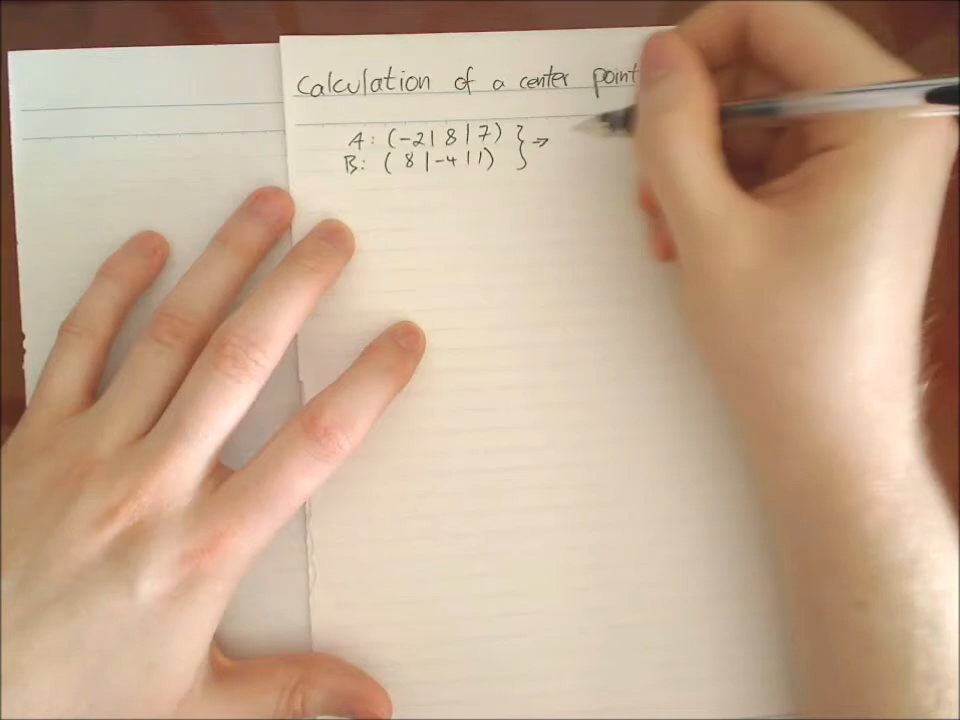 Calculation of a center point
A: (-2|8|7) } →
B: (8|-4|1)